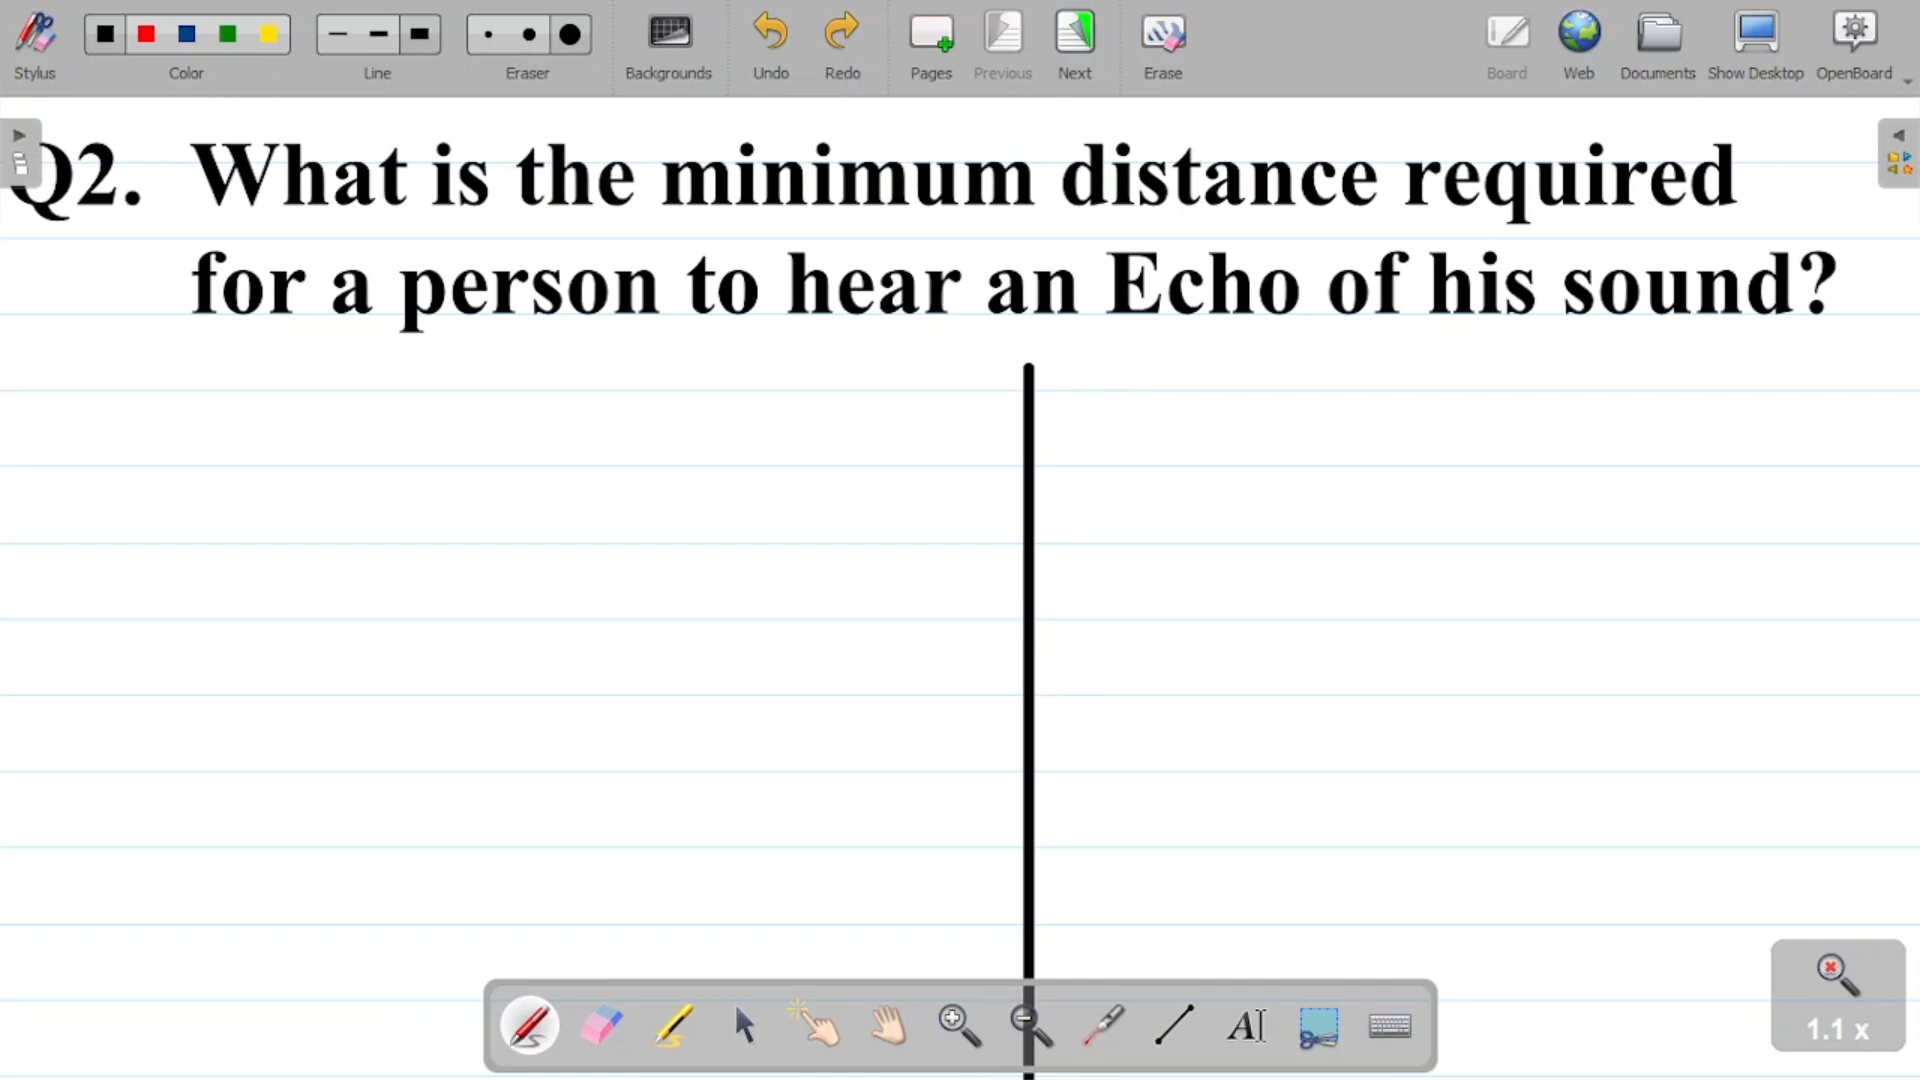 Stylus Color Line Eraser Backgrounds Undo Redo Pages Previous Next Erase Board Web Documents Show Desktop OpenBoard
Q2. What is the minimum distance required
for a person to hear an Echo of his sound?
1.1 x